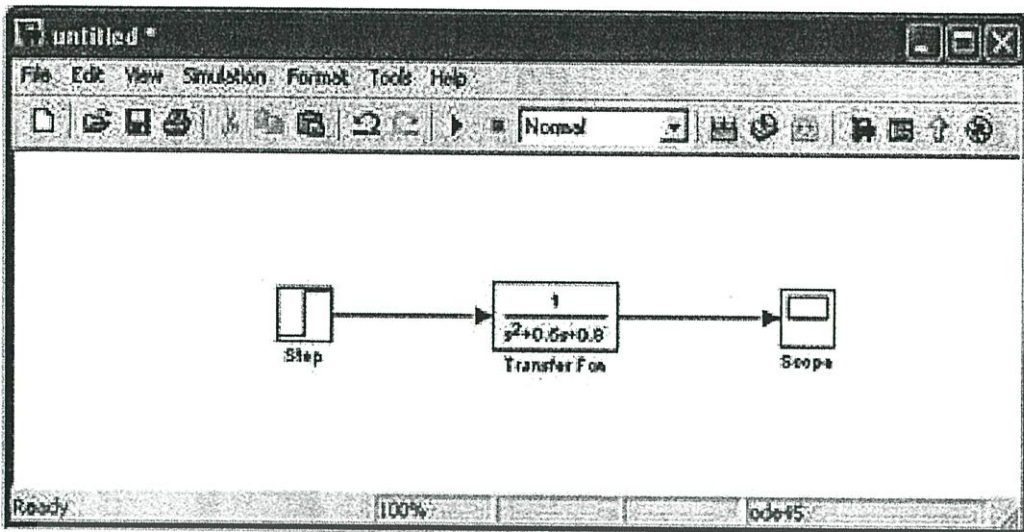 untitled *
File Edit View Simulation Format Tools Help
Normal
1
s²+0.6s+0.8
Step
Transfer Fcn
Scope
Ready 100% ode45